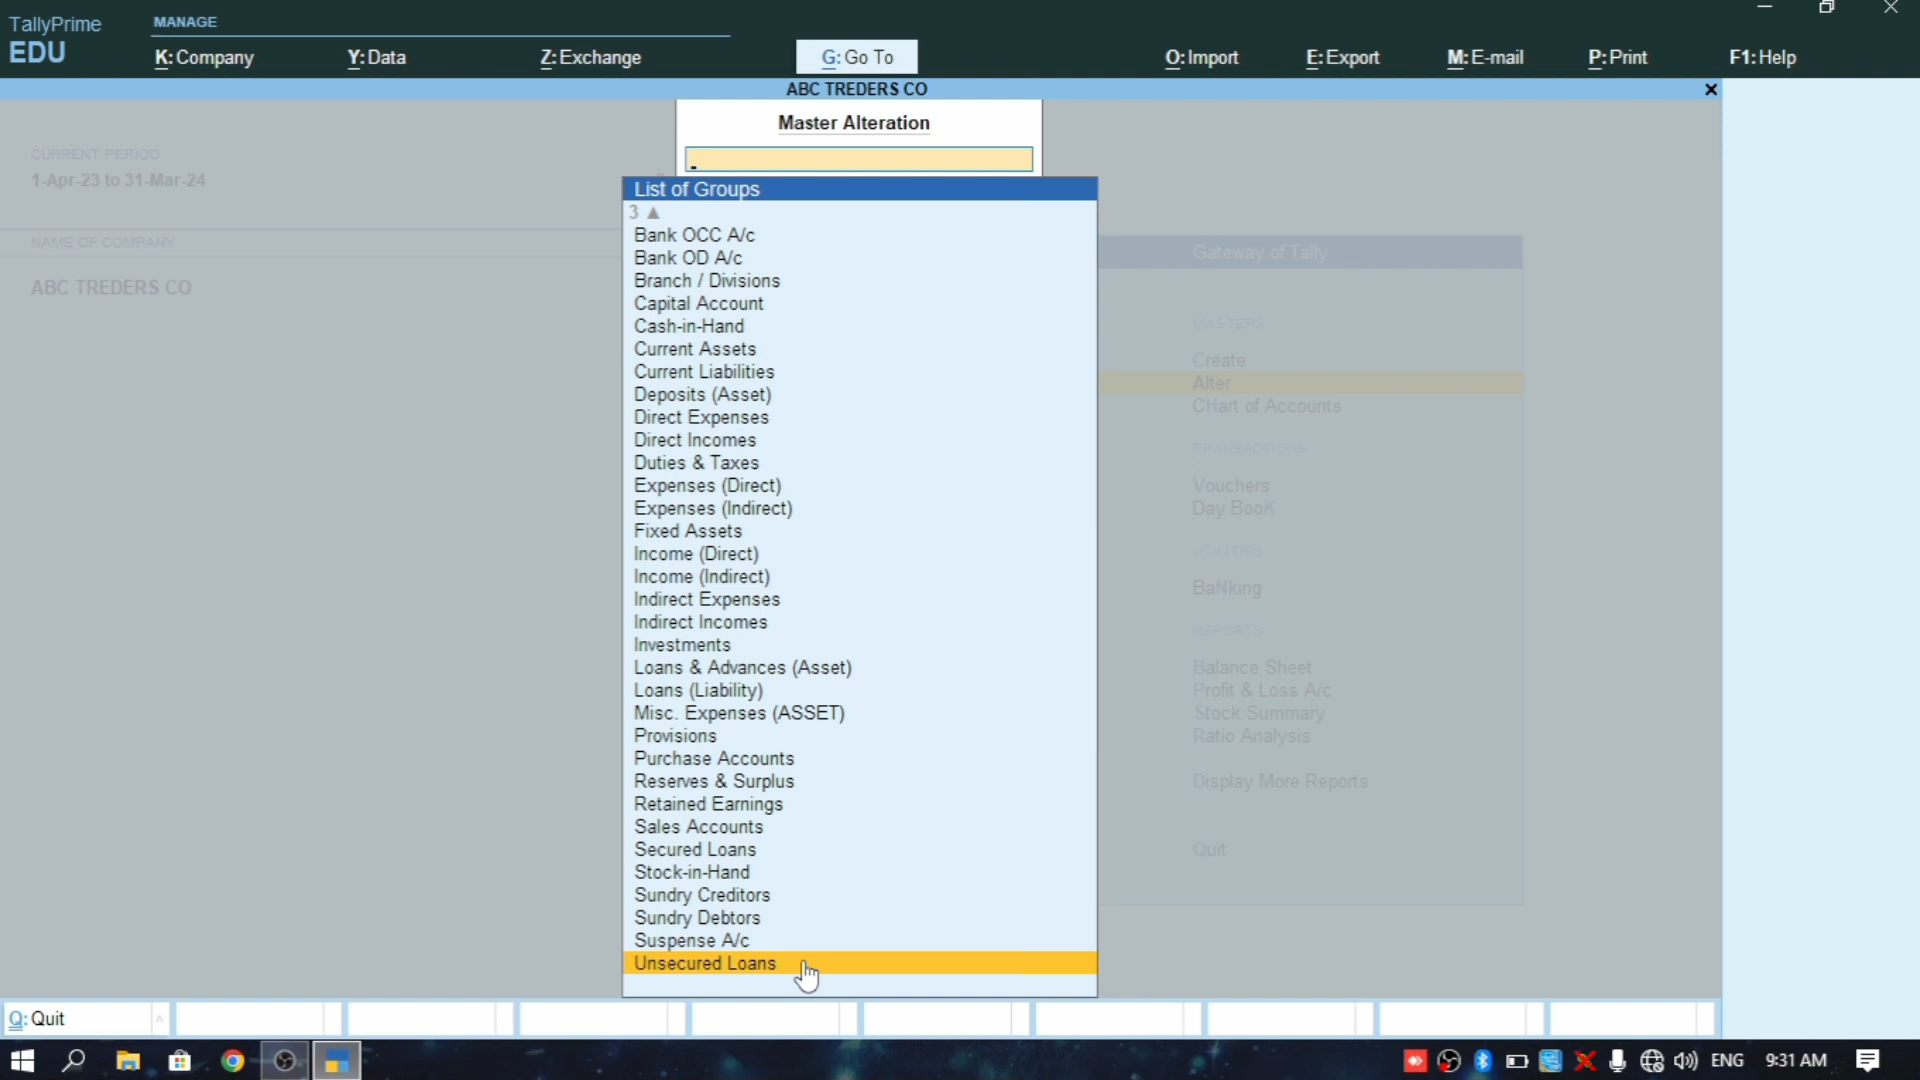 TallyPrime
EDU
MANAGE
K: Company
Y: Data
Z: Exchange
G: Go To
O: Import
E: Export
M: E-mail
P: Print
F1: Help
ABC TREDERS CO
Master Alteration
CURRENT PERIOD
1-Apr-23 to 31-Mar-24
NAME OF COMPANY
ABC TREDERS CO
List of Groups
3 ▲
Bank OCC A/c
Bank OD A/c
Branch / Divisions
Capital Account
Cash-in-Hand
Current Assets
Current Liabilities
Deposits (Asset)
Direct Expenses
Direct Incomes
Duties & Taxes
Expenses (Direct)
Expenses (Indirect)
Fixed Assets
Income (Direct)
Income (Indirect)
Indirect Expenses
Indirect Incomes
Investments
Loans & Advances (Asset)
Loans (Liability)
Misc. Expenses (ASSET)
Provisions
Purchase Accounts
Reserves & Surplus
Retained Earnings
Sales Accounts
Secured Loans
Stock-in-Hand
Sundry Creditors
Sundry Debtors
Suspense A/c
Unsecured Loans
Gateway of Tally
MASTERS
Create
Alter
CHart of Accounts
TRANSACTIONS
Vouchers
Day BooK
UTILITIES
BaNking
REPORTS
Balance Sheet
Profit & Loss A/c
Stock Summary
Ratio Analysis
Display More Reports
Quit
Q: Quit
ENG
9:31 AM